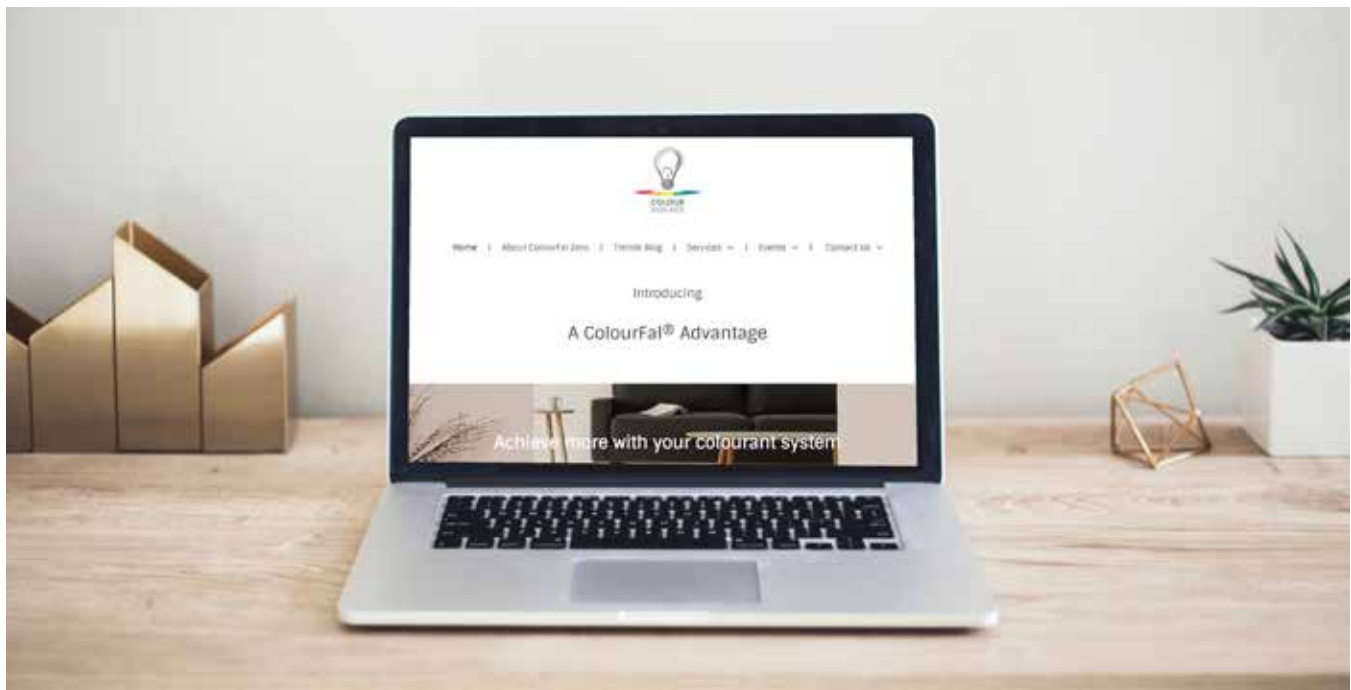 COLOUR
Home | About ColourFal Zero | Trends Blog | Services | Events | Contact Us
Introducing
A ColourFal® Advantage
Achieve more with your colourant system